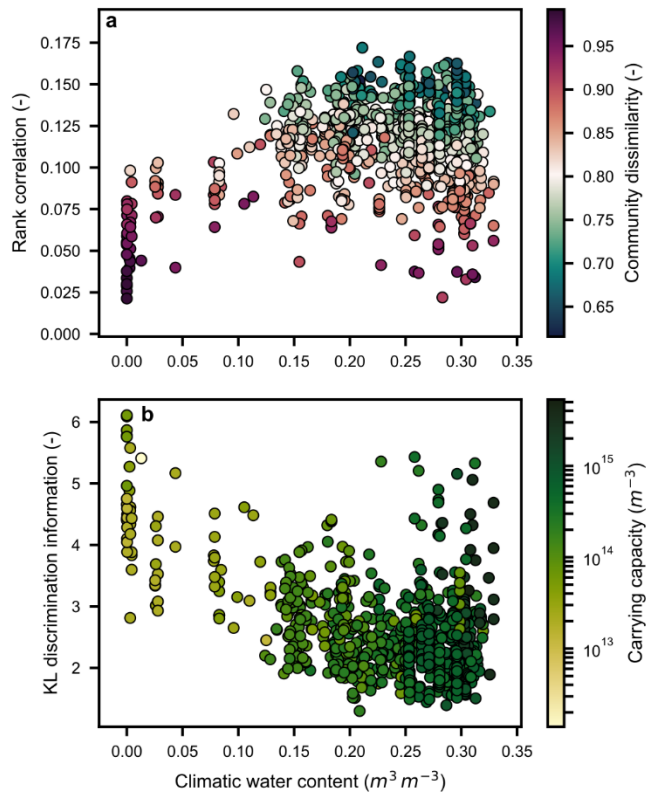 a
0.175
0.150
0.125
0.100
0.075
0.050
0.025
0.000
Rank correlation (-)
0.00 0.05 0.10 0.15 0.20 0.25 0.30 0.35
0.95
0.90
0.85
0.80
0.75
0.70
0.65
Community dissimilarity (-)
b
6
5
4
3
2
KL discrimination information (-)
0.00 0.05 0.10 0.15 0.20 0.25 0.30 0.35
Climatic water content (m³ m⁻³)
10¹⁵
10¹⁴
10¹³
Carrying capacity (m⁻³)